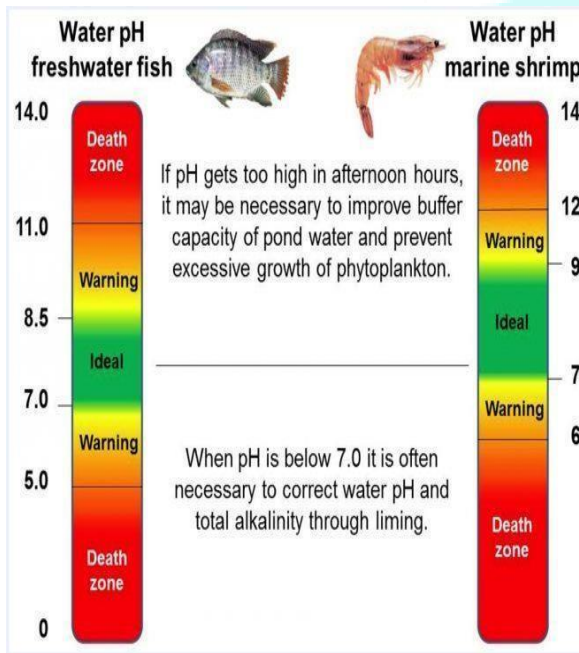 Water pH
freshwater fish
14.0
Death
zone
11.0
Warning
8.5
Ideal
7.0
Warning
5.0
Death
zone
0
If pH gets too high in afternoon hours,
it may be necessary to improve buffer
capacity of pond water and prevent
excessive growth of phytoplankton.
When pH is below 7.0 it is often
necessary to correct water pH and
total alkalinity through liming.
Water pH
marine shrimp
14
Death
zone
12
Warning
9
Ideal
7
Warning
6
Death
zone